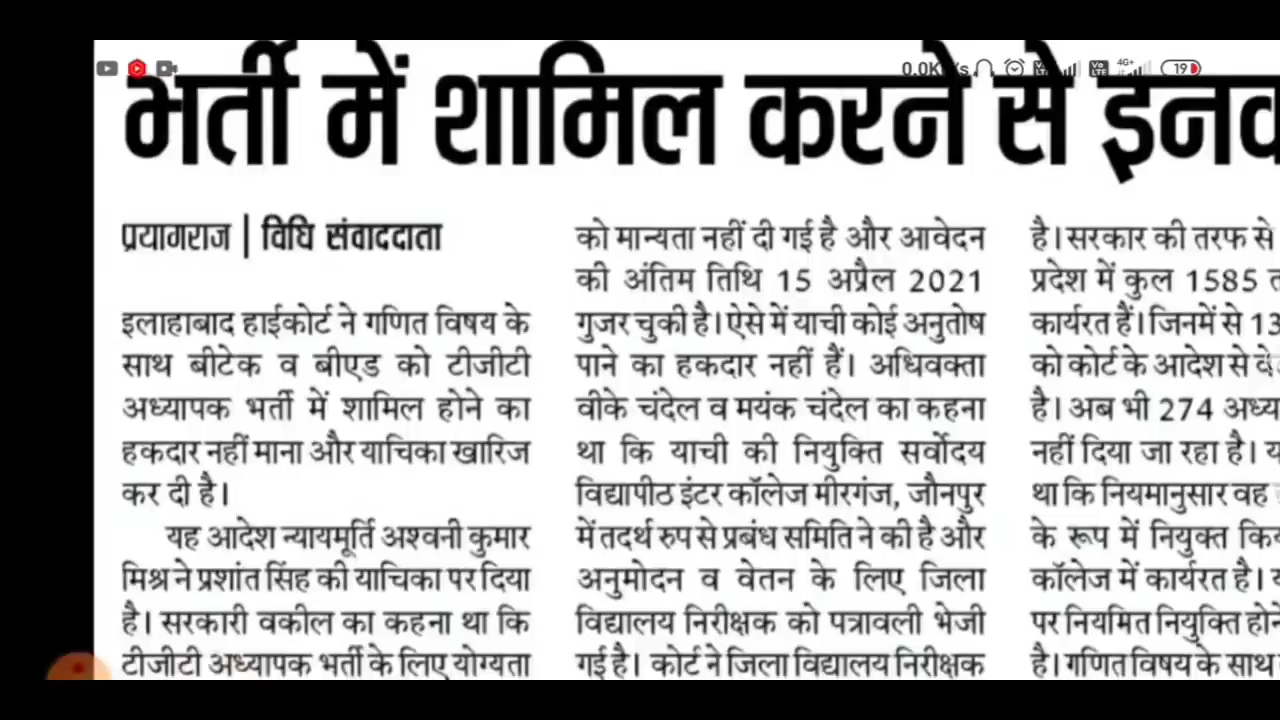 0.0K/s
4G+
19
भर्ती में शामिल करने से
प्रयागराज | विधि संवाददाता
इलाहाबाद हाईकोर्ट ने गणित विषय के
साथ बीटेक व बीएड को टीजीटी
अध्यापक भर्ती में शामिल होने का
हकदार नहीं माना और याचिका खारिज
कर दी है।
यह आदेश न्यायमूर्ति अश्वनी कुमार
मिश्र ने प्रशांत सिंह की याचिका पर दिया
है। सरकारी वकील का कहना था कि
टीजीटी अध्यापक भर्ती के लिए योग्यता
को मान्यता नहीं दी गई है और आवेदन
की अंतिम तिथि 15 अप्रैल 2021
गुजर चुकी है। ऐसे में याची कोई अनुतोष
पाने का हकदार नहीं हैं। अधिवक्ता
वीके चंदेल व मयंक चंदेल का कहना
था कि याची की नियुक्ति सर्वोदय
विद्यापीठ इंटर कॉलेज मीरगंज, जौनपुर
में तदर्थ रुप से प्रबंध समिति ने की है और
अनुमोदन व वेतन के लिए जिला
विद्यालय निरीक्षक को पत्रावली भेजी
गई है। कोर्ट ने जिला विद्यालय निरीक्षक
है। सरकार की तरफ से
प्रदेश में कुल 1585
कार्यरत हैं। जिनमें से
को कोर्ट के आदेश से
है। अब भी 274
नहीं दिया जा रहा है।
था कि नियमानुसार वह
के रूप में नियुक्त
कॉलेज में कार्यरत है।
पर नियमित नियुक्ति
है। गणित विषय के साथ